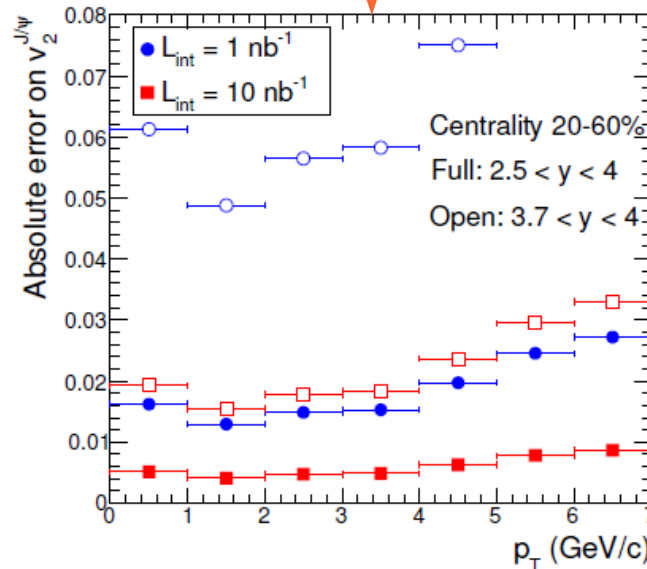 Absolute error on v₂^J/ψ
0.08
0.07
0.06
0.05
0.04
0.03
0.02
0.01
0
L_int = 1 nb⁻¹
L_int = 10 nb⁻¹
Centrality 20-60%
Full: 2.5 < y < 4
Open: 3.7 < y < 4
0 1 2 3 4 5 6 7
p_T (GeV/c)